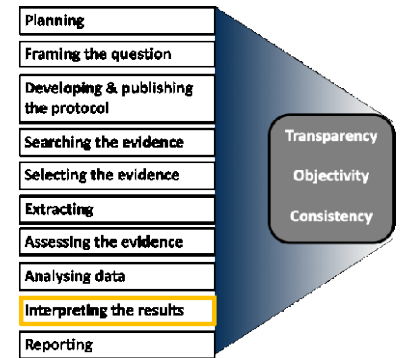 Planning
Framing the question
Developing & publishing
the protocol
Searching the evidence
Selecting the evidence
Extracting
Assessing the evidence
Analysing data
Interpreting the results
Reporting
Transparency
Objectivity
Consistency